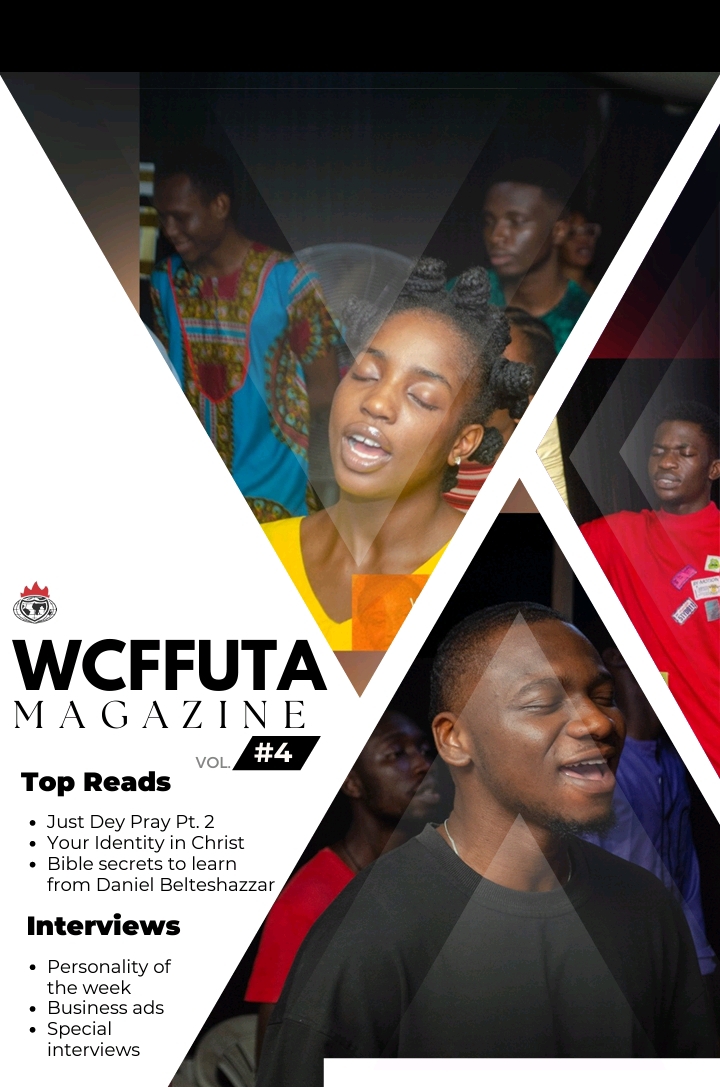 WCFFUTA
MAGAZINE
VOL. #4
Top Reads
• Just Dey Pray Pt. 2
• Your Identity in Christ
• Bible secrets to learn
from Daniel Belteshazzar
Interviews
• Personality of
the week
• Business ads
• Special
interviews